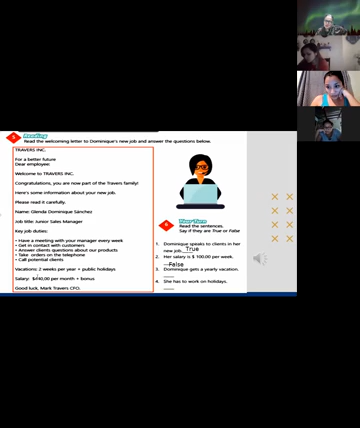 5 Reading
Read the welcoming letter to Dominique's new job and answer the questions below.
TRAVERS INC.
For a better future
Dear employee:
Welcome to TRAVERS INC.
Congratulations, you are now part of the Travers family!
Here's some information about your new job,
Please read it carefully.
Name: Glenda Dominique Sánchez
Job title: Junior Sales Manager
Key job duties:
• Have a meeting with your manager every week
• Get in contact with customers
• Answer clients questions about our products
• Take orders on the telephone
• Call potential clients
Vacations: 2 weeks per year + public holidays
Salary: per month + bonus
Good luck, Mark Travers CFO.
6 Your Turn
Read the sentences.
Say if they are True or False
1. Dominique speaks to clients in her
new job. True
2. Her salary is $ 100.00 per week.
False
3. Dominique gets a yearly vacation.
4. She has to work on holidays.